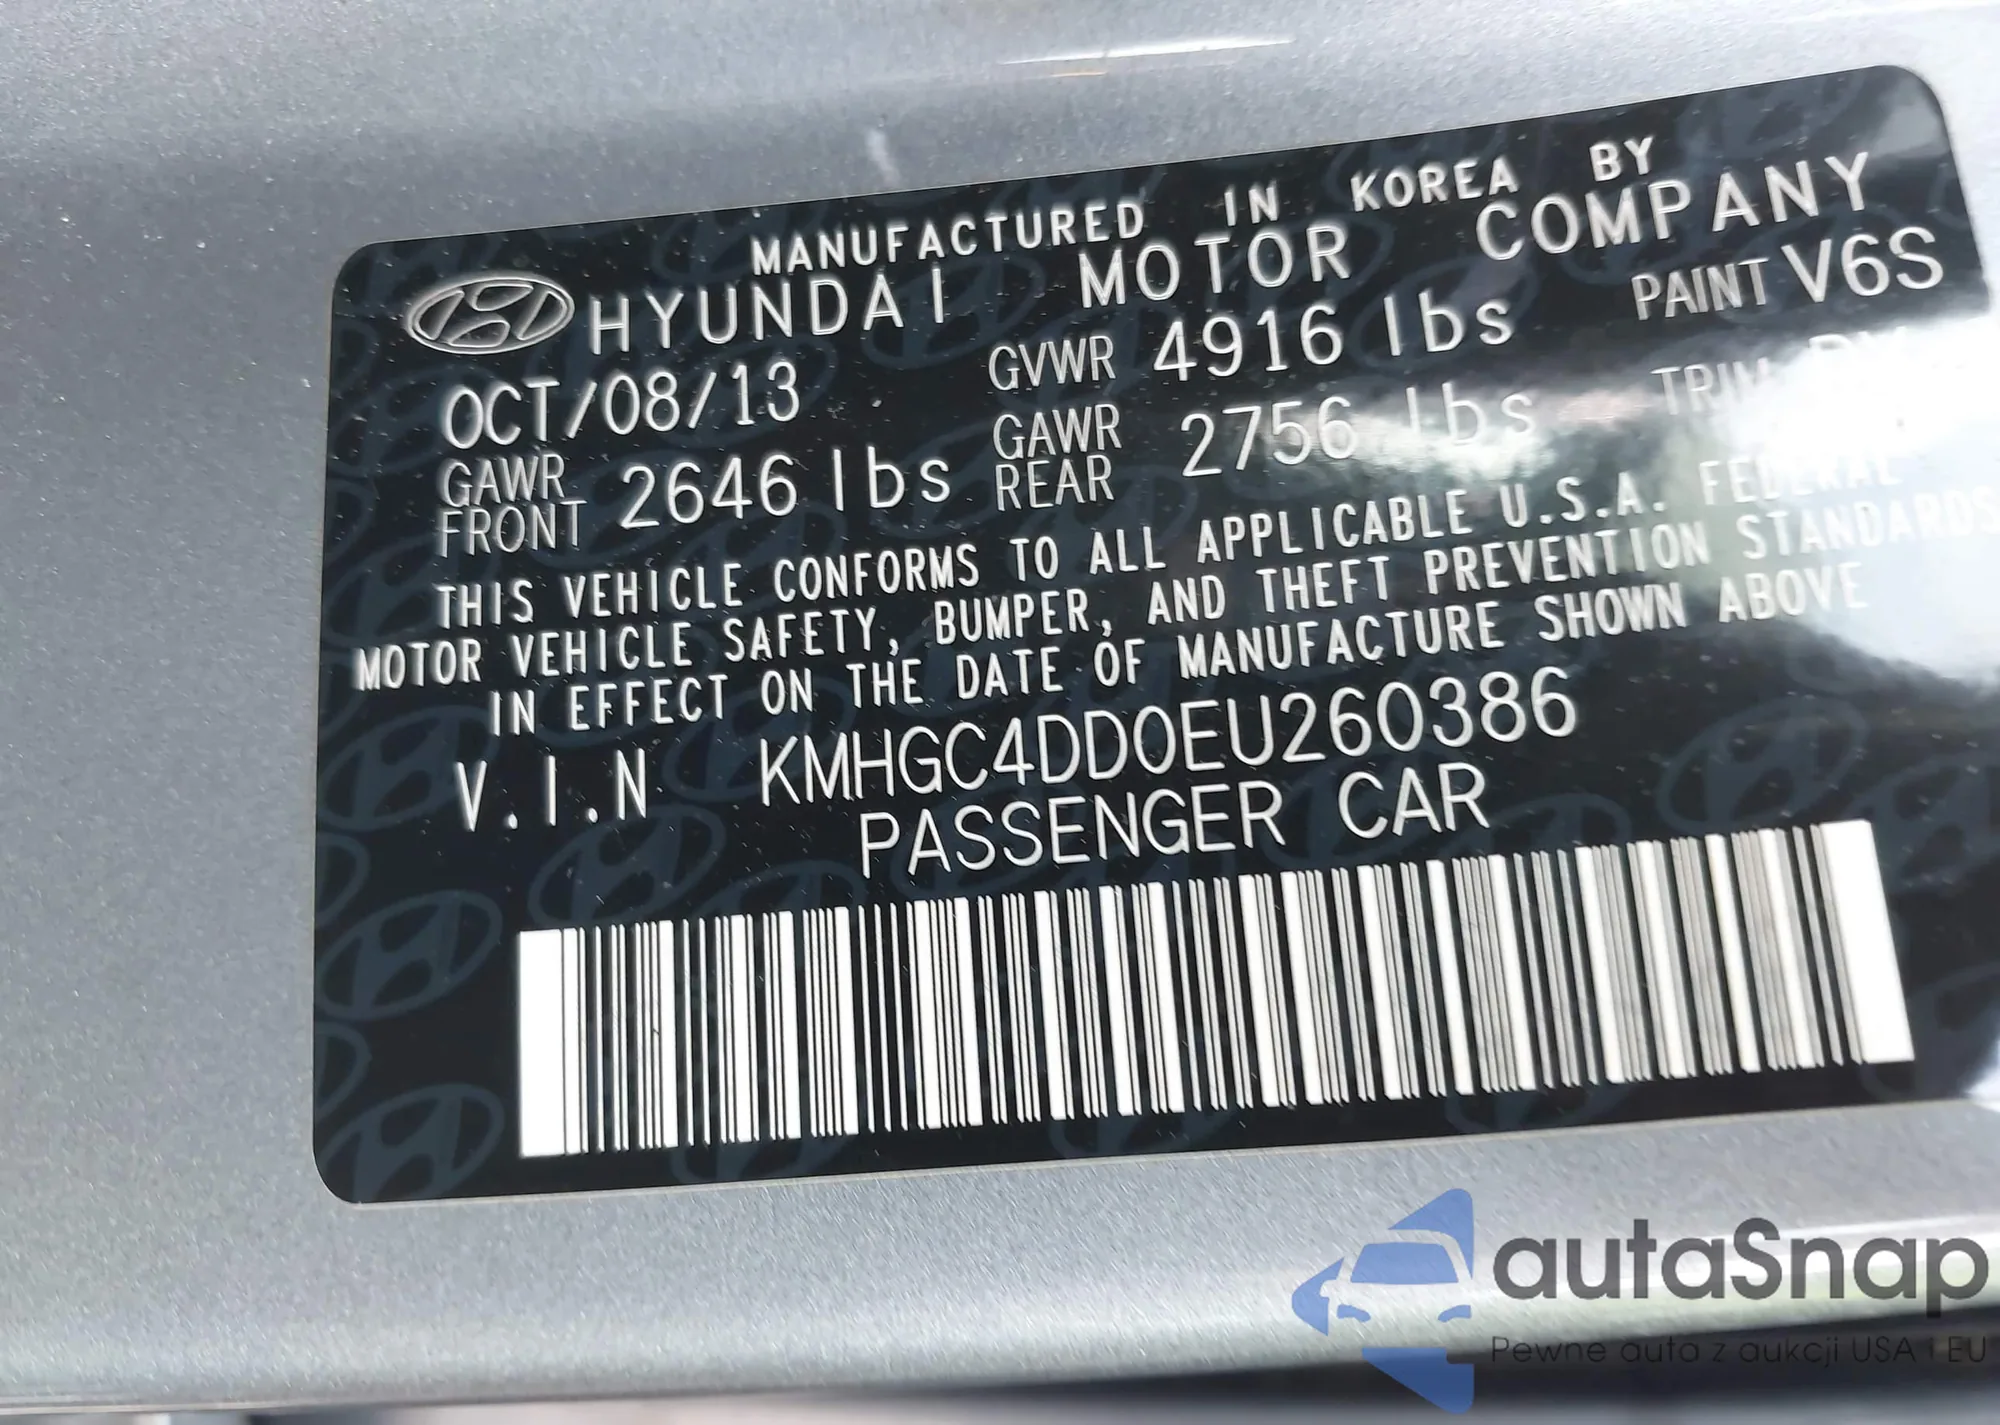 MANUFACTURED IN KOREA BY
HYUNDAI MOTOR COMPANY
OCT/08/13 GVWR 4916 lbs PAINT V6S
GAWR FRONT 2646 lbs GAWR REAR 2756 lbs TRIM
THIS VEHICLE CONFORMS TO ALL APPLICABLE U.S.A. FEDERAL
MOTOR VEHICLE SAFETY, BUMPER, AND THEFT PREVENTION STANDARDS
IN EFFECT ON THE DATE OF MANUFACTURE SHOWN ABOVE
V.I.N KMHGC4DD0EU260386
PASSENGER CAR
autaSnap
Pewne auta z aukcji USA i EU